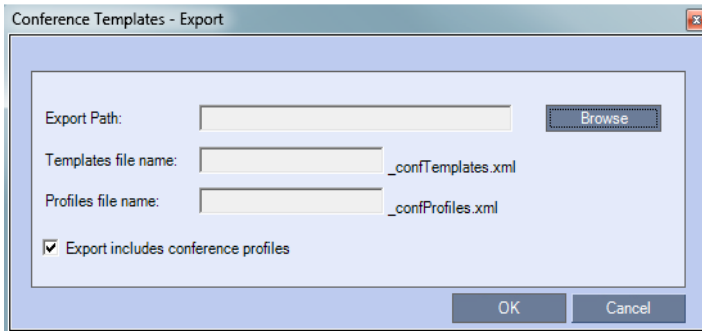 Conference Templates - Export
Export Path:
Browse
Templates file name:
_confTemplates.xml
Profiles file name:
_confProfiles.xml
Export includes conference profiles
OK
Cancel